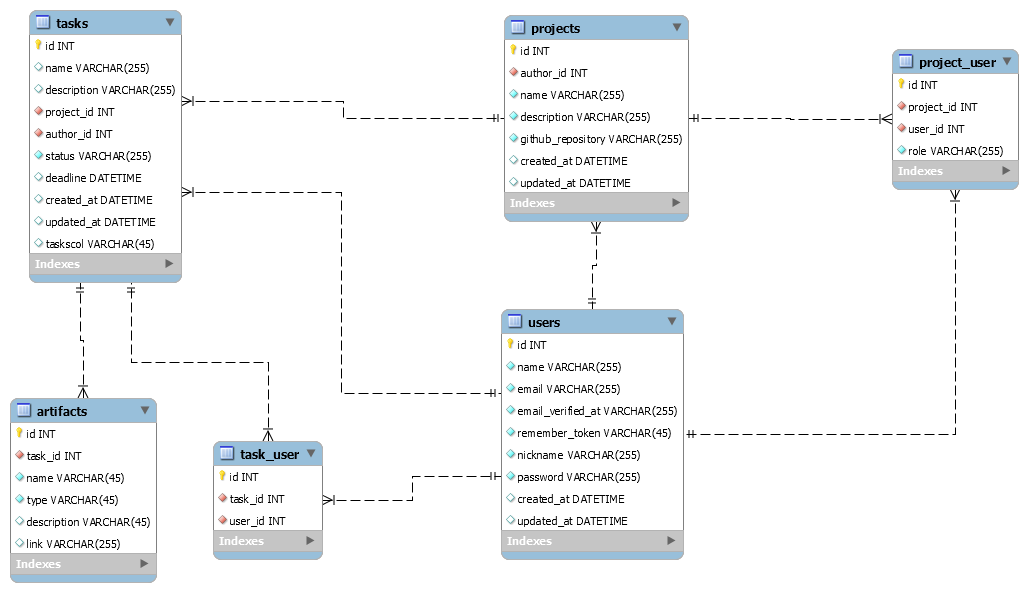 tasks
id INT
name VARCHAR(255)
description VARCHAR(255)
project_id INT
author_id INT
status VARCHAR(255)
deadline DATETIME
created_at DATETIME
updated_at DATETIME
taskscol VARCHAR(45)
Indexes
projects
id INT
author_id INT
name VARCHAR(255)
description VARCHAR(255)
github_repository VARCHAR(255)
created_at DATETIME
updated_at DATETIME
Indexes
project_user
id INT
project_id INT
user_id INT
role VARCHAR(255)
Indexes
users
id INT
name VARCHAR(255)
email VARCHAR(255)
email_verified_at VARCHAR(255)
remember_token VARCHAR(45)
nickname VARCHAR(255)
password VARCHAR(255)
created_at DATETIME
updated_at DATETIME
Indexes
artifacts
id INT
task_id INT
name VARCHAR(45)
type VARCHAR(45)
description VARCHAR(45)
link VARCHAR(255)
Indexes
task_user
id INT
task_id INT
user_id INT
Indexes